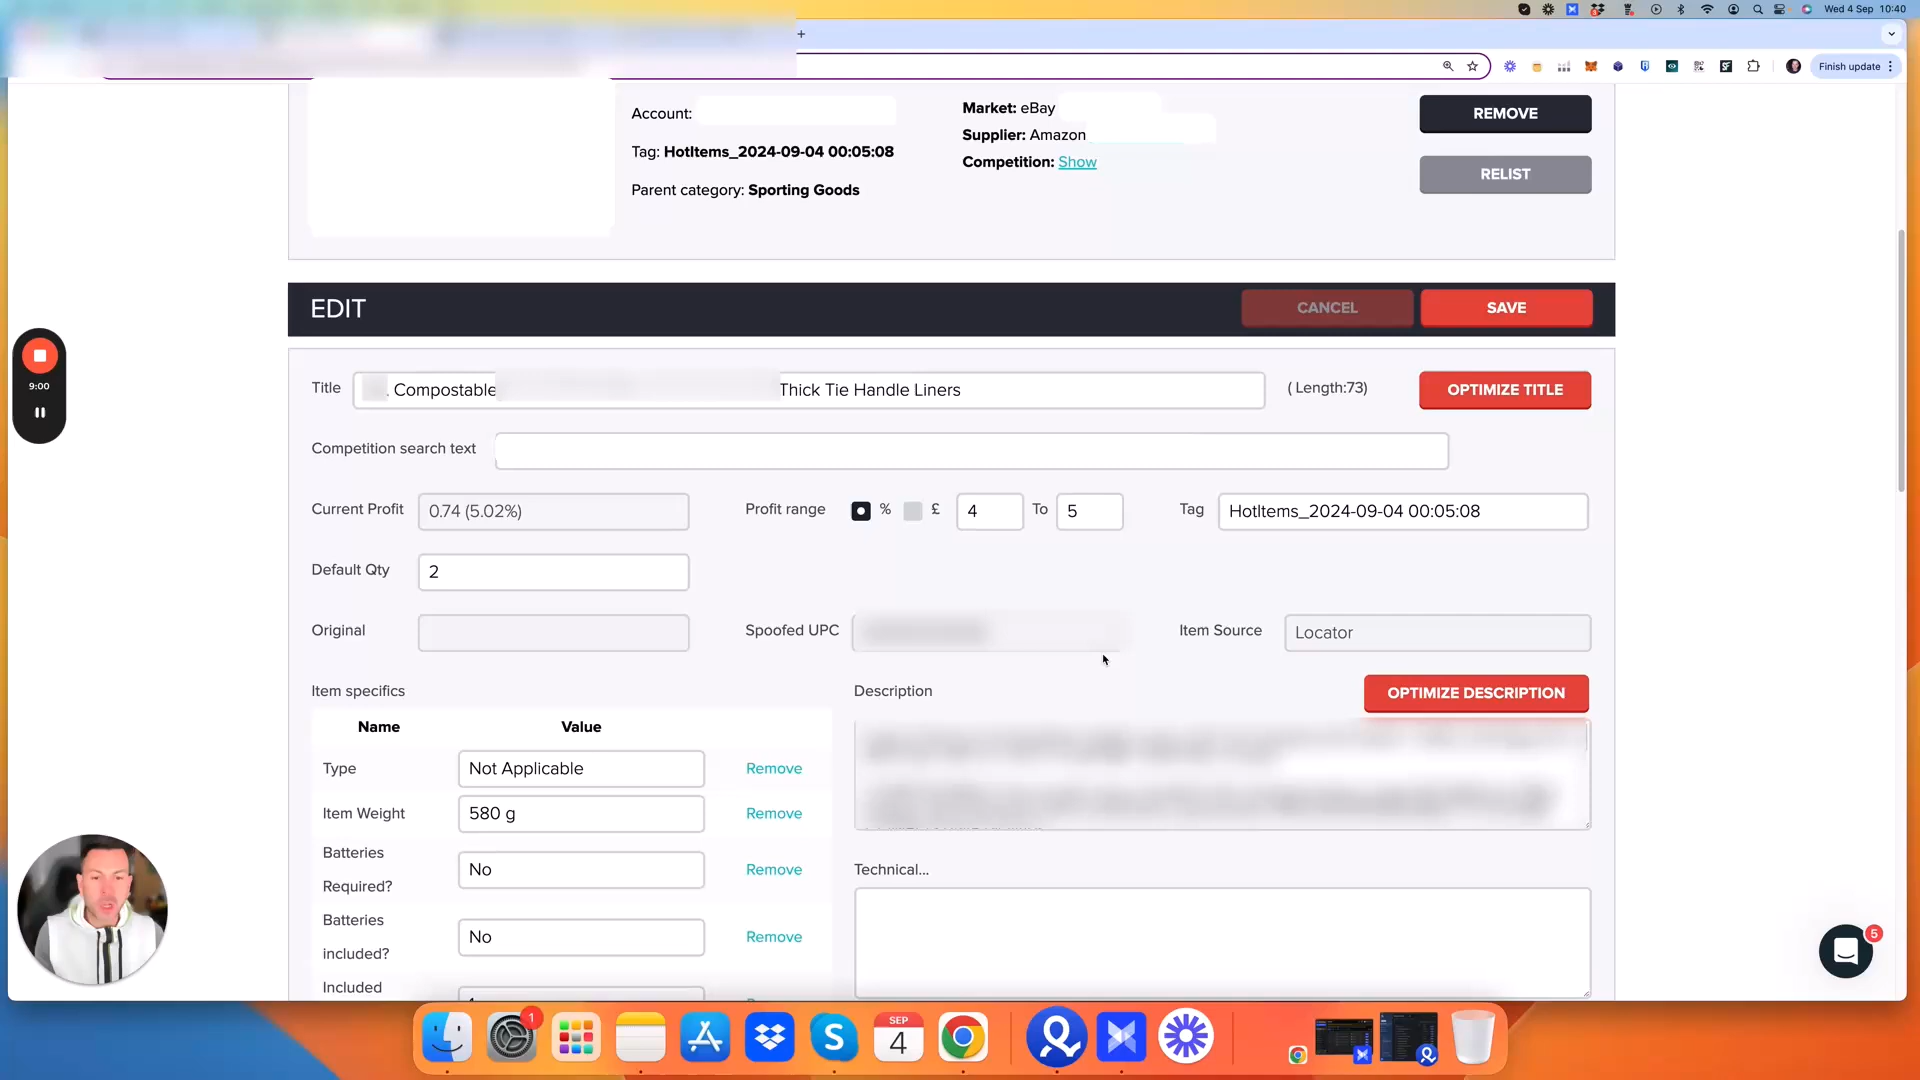 Wed 4 Sep 10:40
Finish update
Account:
Tag: HotItems_2024-09-04 00:05:08
Parent category: Sporting Goods
Market: eBay
Supplier: Amazon
Competition: Show
REMOVE
RELIST
EDIT
CANCEL
SAVE
9:00
Title
Compostable
Thick Tie Handle Liners
( Length:73)
OPTIMIZE TITLE
Competition search text
Current Profit
0.74 (5.02%)
Profit range
%
£
4
To
5
Tag
HotItems_2024-09-04 00:05:08
Default Qty
2
Original
Spoofed UPC
Item Source
Locator
Item specifics
Description
OPTIMIZE DESCRIPTION
Name
Value
Type
Not Applicable
Remove
Item Weight
580 g
Remove
Batteries
Required?
No
Remove
Technical...
Batteries
included?
No
Remove
Included
5
1
SEP
4